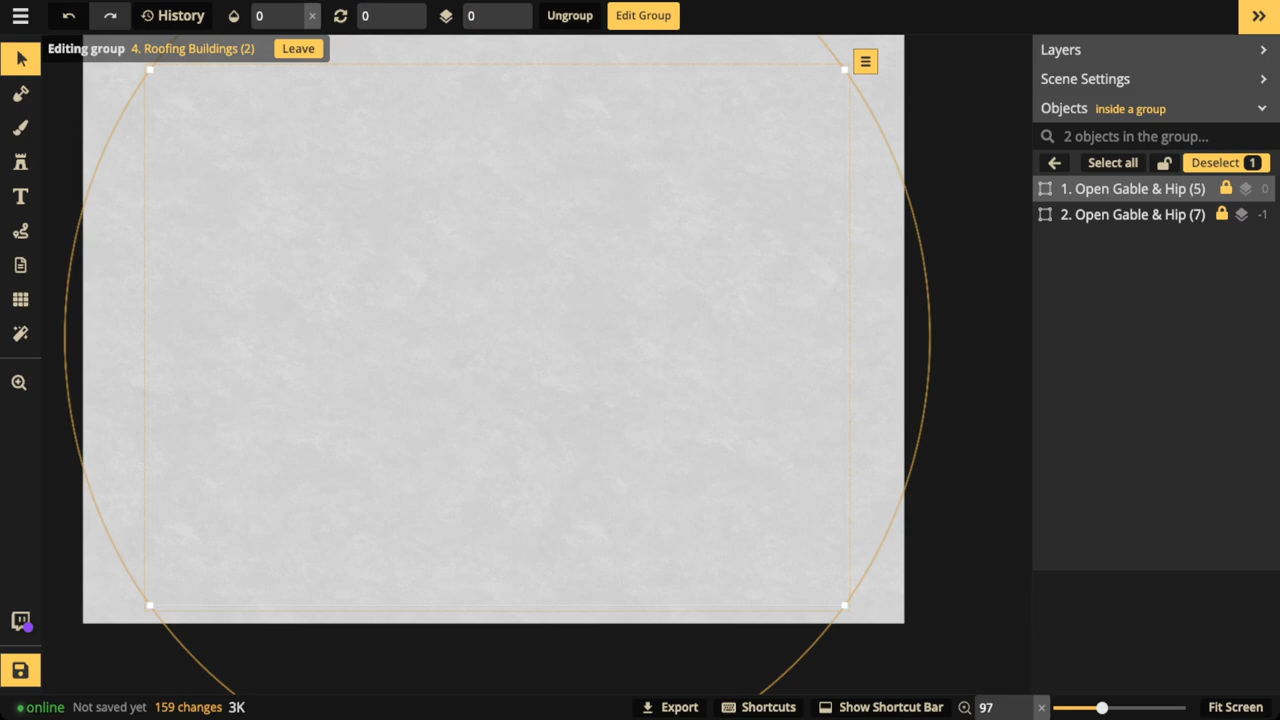 History 0 × 0 0 Ungroup Edit Group
Editing group 4. Roofing Buildings (2) Leave
Layers
Scene Settings
Objects inside a group
2 objects in the group...
Select all Deselect 1
1. Open Gable & Hip (5) 0
2. Open Gable & Hip (7) -1
online Not saved yet 159 changes 3K Export Shortcuts Show Shortcut Bar 97 × Fit Screen